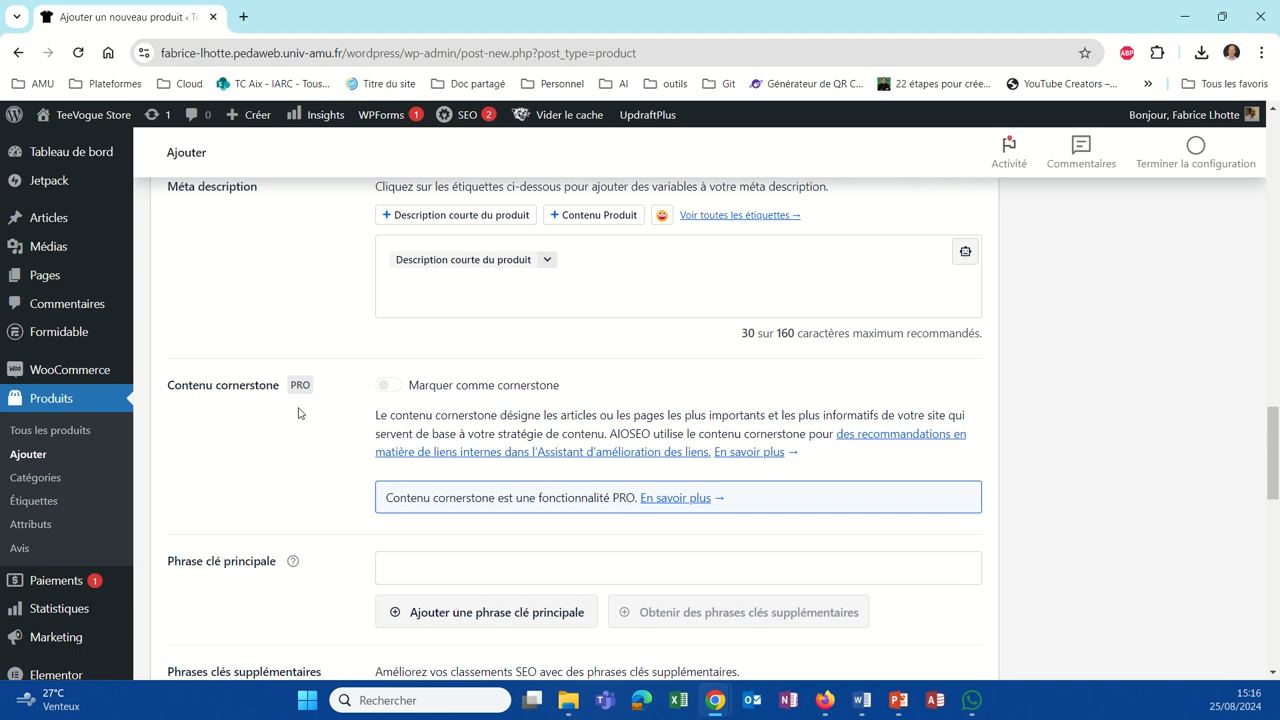 Ajouter un nouveau produit ‹ Te
fabrice-lhotte.pedaweb.univ-amu.fr/wordpress/wp-admin/post-new.php?post_type=product
ABP
AMU
Plateformes
Cloud
TC Aix - IARC - Tous...
Titre du site
Doc partagé
Personnel
AI
outils
Git
Générateur de QR C...
22 étapes pour crée...
YouTube Creators –...
»
Tous les favoris
TeeVogue Store
1
0
Créer
Insights
WPForms 1
SEO 2
Vider le cache
UpdraftPlus
Bonjour, Fabrice Lhotte
Tableau de bord
Jetpack
Articles
Médias
Pages
Commentaires
Formidable
WooCommerce
Produits
Tous les produits
Ajouter
Catégories
Étiquettes
Attributs
Avis
Paiements 1
Statistiques
Marketing
Elementor
Ajouter
Activité
Commentaires
Terminer la configuration
Méta description
Cliquez sur les étiquettes ci-dessous pour ajouter des variables à votre méta description.
+ Description courte du produit
+ Contenu Produit
Voir toutes les étiquettes →
Description courte du produit
30 sur 160 caractères maximum recommandés.
Contenu cornerstone PRO
Marquer comme cornerstone
Le contenu cornerstone désigne les articles ou les pages les plus importants et les plus informatifs de votre site qui
servent de base à votre stratégie de contenu. AIOSEO utilise le contenu cornerstone pour des recommandations en
matière de liens internes dans l'Assistant d'amélioration des liens. En savoir plus →
Contenu cornerstone est une fonctionnalité PRO. En savoir plus →
Phrase clé principale ?
Ajouter une phrase clé principale
Obtenir des phrases clés supplémentaires
Phrases clés supplémentaires
Améliorez vos classements SEO avec des phrases clés supplémentaires.
27°C
Venteux
Rechercher
15:16
25/08/2024